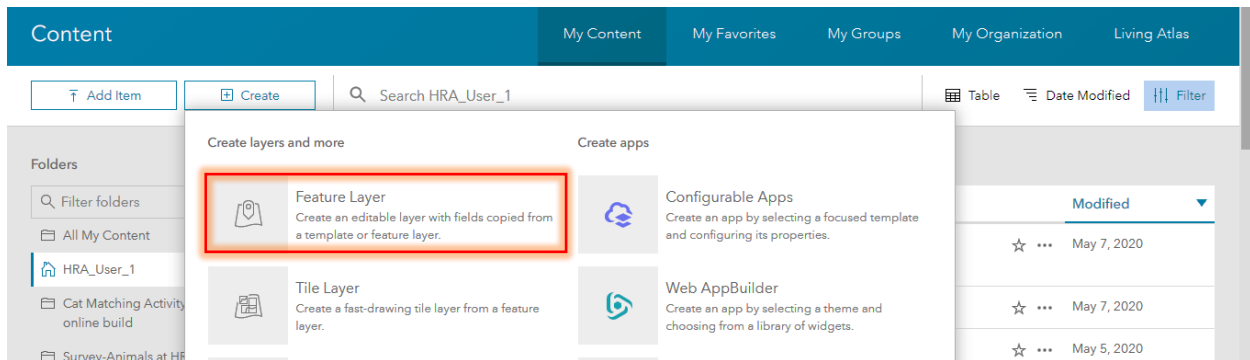 Content
My Content
My Favorites
My Groups
My Organization
Living Atlas
Add Item
Create
Search HRA_User_1
Table
Date Modified
Filter
Folders
Filter folders
All My Content
HRA_User_1
Cat Matching Activity
online build
Survey-Animals at HR
Create layers and more
Feature Layer
Create an editable layer with fields copied from
a template or feature layer.
Tile Layer
Create a fast-drawing tile layer from a feature
layer.
Create apps
Configurable Apps
Create an app by selecting a focused template
and configuring its properties.
Web AppBuilder
Create an app by selecting a theme and
choosing from a library of widgets.
Modified
May 7, 2020
May 7, 2020
May 5, 2020